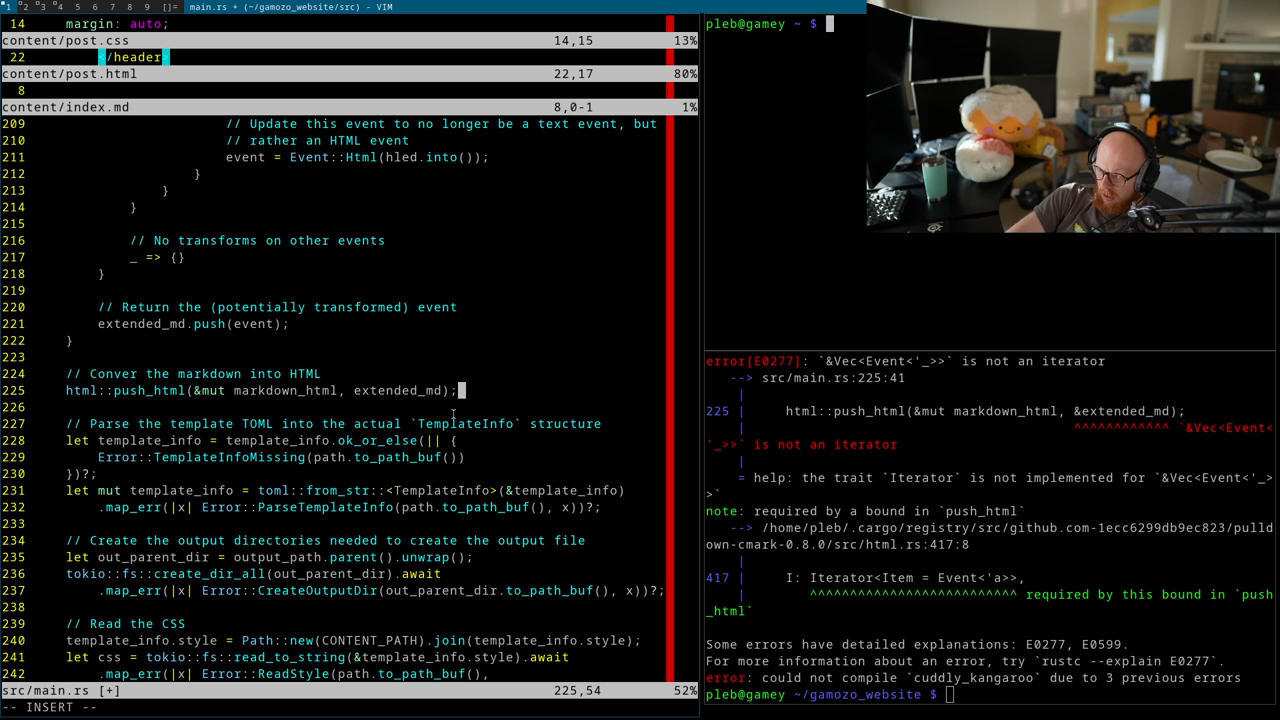 1 2 3 4 5 6 7 8 9 []= main.rs + (~/gamozo_website/src) - VIM
14 margin: auto;
content/post.css 14,15 13%
22 </header>
content/post.html 22,17 80%
8
content/index.md 8,0-1 1%
209 // Update this event to no longer be a text event, but
210 // rather an HTML event
211 event = Event::Html(hled.into());
212 }
213 }
214 }
215
216 // No transforms on other events
217 _ => {}
218 }
219
220 // Return the (potentially transformed) event
221 extended_md.push(event);
222 }
223
224 // Conver the markdown into HTML
225 html::push_html(&mut markdown_html, extended_md);
226
227 // Parse the template TOML into the actual `TemplateInfo` structure
228 let template_info = template_info.ok_or_else(|| {
229 Error::TemplateInfoMissing(path.to_path_buf())
230 })?;
231 let mut template_info = toml::from_str::<TemplateInfo>(&template_info)
232 .map_err(|x| Error::ParseTemplateInfo(path.to_path_buf(), x))?;
233
234 // Create the output directories needed to create the output file
235 let out_parent_dir = output_path.parent().unwrap();
236 tokio::fs::create_dir_all(out_parent_dir).await
237 .map_err(|x| Error::CreateOutputDir(out_parent_dir.to_path_buf(), x))?;
238
239 // Read the CSS
240 template_info.style = Path::new(CONTENT_PATH).join(template_info.style);
241 let css = tokio::fs::read_to_string(&template_info.style).await
242 .map_err(|x| Error::ReadStyle(path.to_path_buf(),
src/main.rs [+] 225,54 52%
-- INSERT --
pleb@gamey ~ $
error[E0277]: `&Vec<Event<'_>>` is not an iterator
--> src/main.rs:225:41
|
225 | html::push_html(&mut markdown_html, &extended_md);
| ^^^^^^^^^^^^ `&Vec<Event<
'_>>` is not an iterator
|
= help: the trait `Iterator` is not implemented for `&Vec<Event<'_>
>`
note: required by a bound in `push_html`
--> /home/pleb/.cargo/registry/src/github.com-1ecc6299db9ec823/pulld
own-cmark-0.8.0/src/html.rs:417:8
|
417 | I: Iterator<Item = Event<'a>>,
| ^^^^^^^^^^^^^^^^^^^^^^^^^^ required by this bound in `push
_html`
Some errors have detailed explanations: E0277, E0599.
For more information about an error, try `rustc --explain E0277`.
error: could not compile `cuddly_kangaroo` due to 3 previous errors
pleb@gamey ~/gamozo_website $